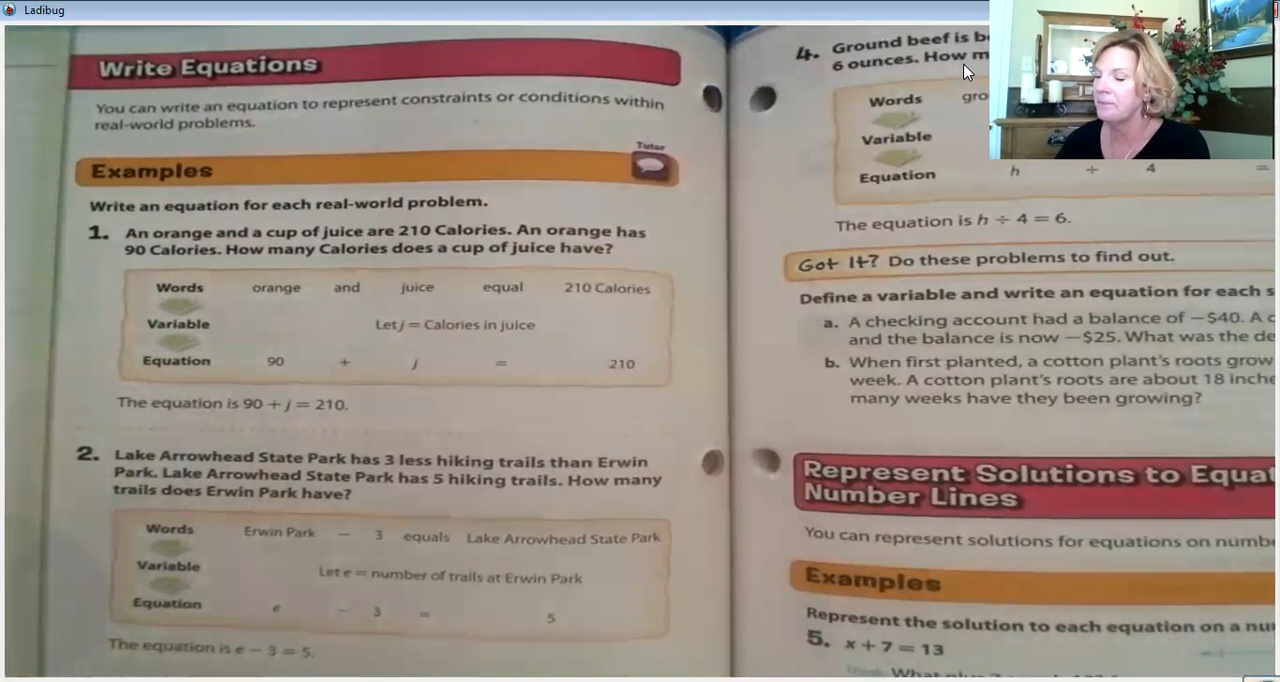 Ladibug
Write Equations
You can write an equation to represent constraints or conditions within
real-world problems.
Tutor
Examples
Write an equation for each real-world problem.
1. An orange and a cup of juice are 210 Calories. An orange has
90 Calories. How many Calories does a cup of juice have?
Words orange and juice equal 210 Calories
Variable Let j = Calories in juice
Equation 90 + j = 210
The equation is 90 + j = 210.
2. Lake Arrowhead State Park has 3 less hiking trails than Erwin
Park. Lake Arrowhead State Park has 5 hiking trails. How many
trails does Erwin Park have?
Words Erwin Park − 3 equals Lake Arrowhead State Park
Variable Let e = number of trails at Erwin Park
Equation e − 3 = 5
The equation is e − 3 = 5.
4. Ground beef is
6 ounces. How
Words
Variable
Equation h ÷ 4 =
The equation is h ÷ 4 = 6.
Got It? Do these problems to find out.
Define a variable and write an equation for each
a. A checking account had a balance of −$40. A
and the balance is now −$25. What was the
b. When first planted, a cotton plant's roots grow
week. A cotton plant's roots are about 18
many weeks have they been growing?
Represent Solutions to
Number Lines
You can represent solutions for equations on
Examples
Represent the solution to each equation on a
5. x + 7 = 13